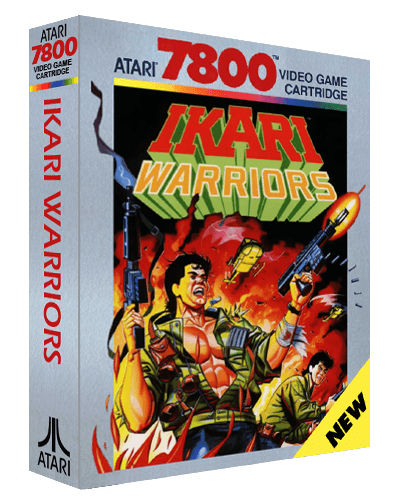 ATARI
7800
VIDEO GAME
CARTRIDGE
IKARI WARRIORS
ATARI
ATARI 7800™ VIDEO GAME
CARTRIDGE
IKARI
WARRIORS
NEW